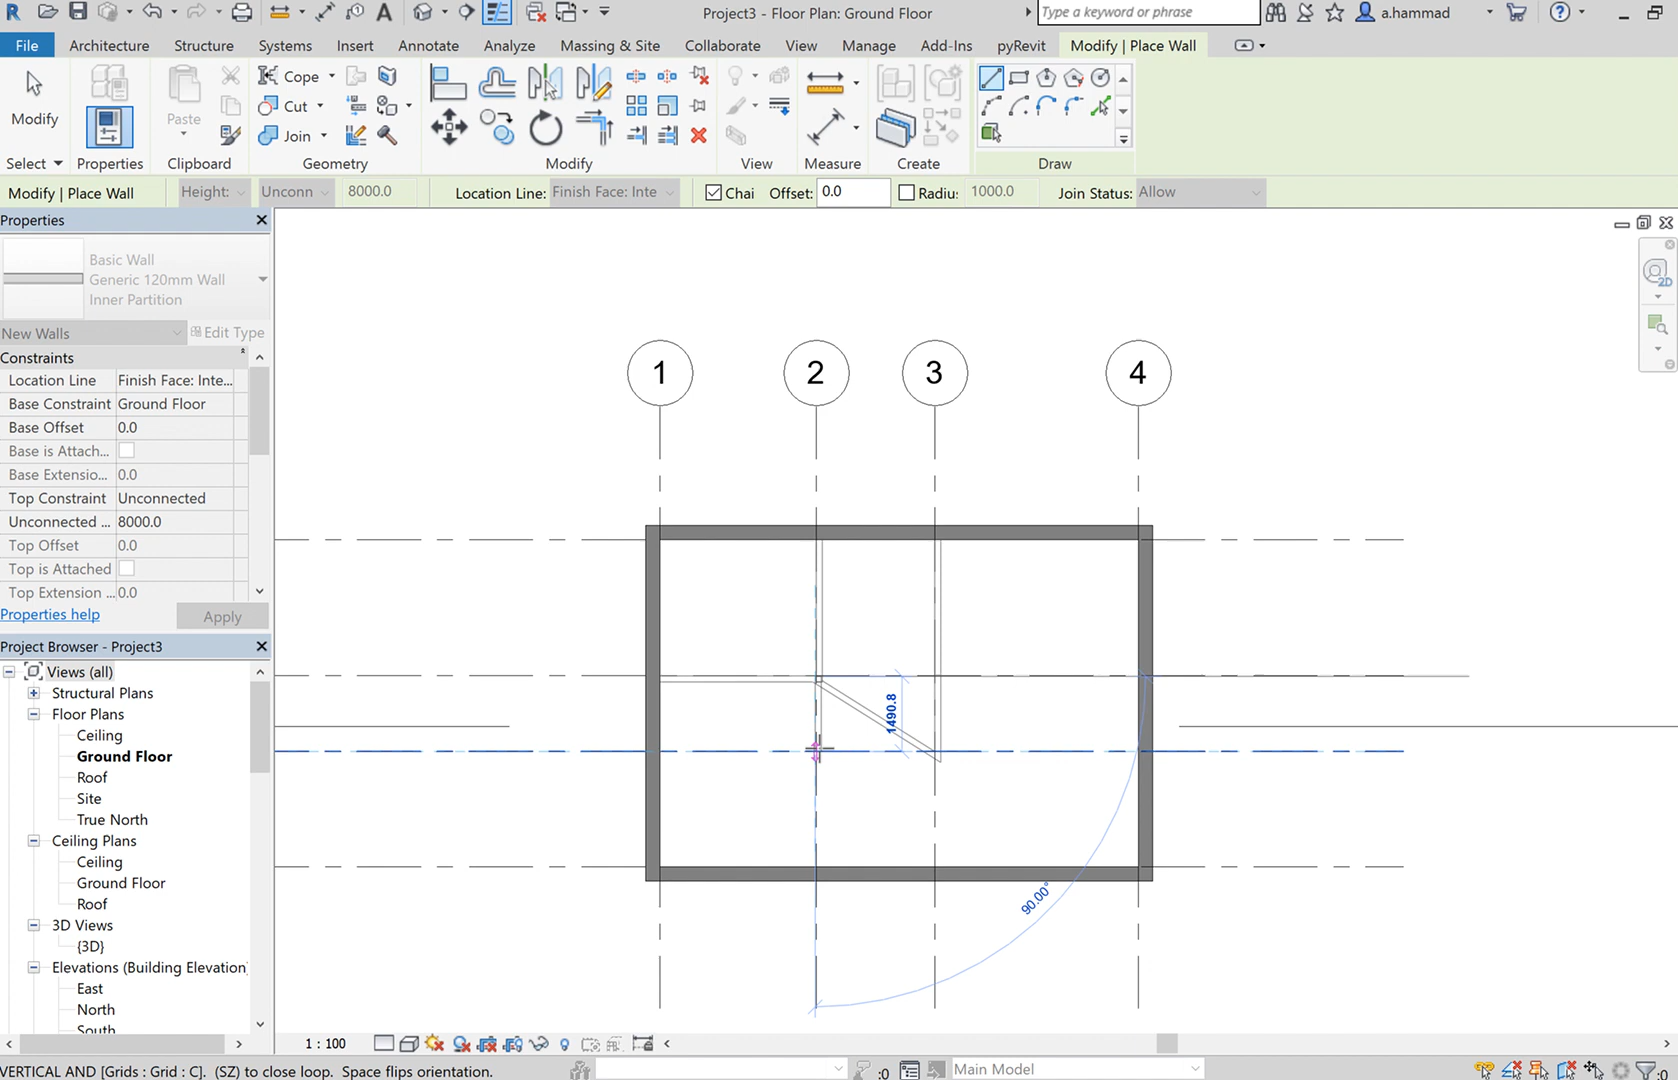 Project3 - Floor Plan: Ground Floor
Type a keyword or phrase
a.hammad
File
Architecture
Structure
Systems
Insert
Annotate
Analyze
Massing & Site
Collaborate
View
Manage
Add-Ins
pyRevit
Modify | Place Wall
Modify
Paste
Cope
Cut
Join
Select
Properties
Clipboard
Geometry
Modify
View
Measure
Create
Draw
Modify | Place Wall
Height:
Unconn
8000.0
Location Line:
Finish Face: Inte
Chai
Offset:
0.0
Radiu:
1000.0
Join Status:
Allow
Properties
Basic Wall
Generic 120mm Wall
Inner Partition
New Walls
Edit Type
Constraints
Location Line
Finish Face: Inte...
Base Constraint
Ground Floor
Base Offset
0.0
Base is Attach...
Base Extensio...
0.0
Top Constraint
Unconnected
Unconnected ...
8000.0
Top Offset
0.0
Top is Attached
Top Extension ...
0.0
Properties help
Apply
Project Browser - Project3
Views (all)
Structural Plans
Floor Plans
Ceiling
Ground Floor
Roof
Site
True North
Ceiling Plans
Ceiling
Ground Floor
Roof
3D Views
{3D}
Elevations (Building Elevation)
East
North
South
2D
1
2
3
4
1490.8
90.00°
1 : 100
VERTICAL AND [Grids : Grid : C]. (SZ) to close loop. Space flips orientation.
:0
Main Model
:0